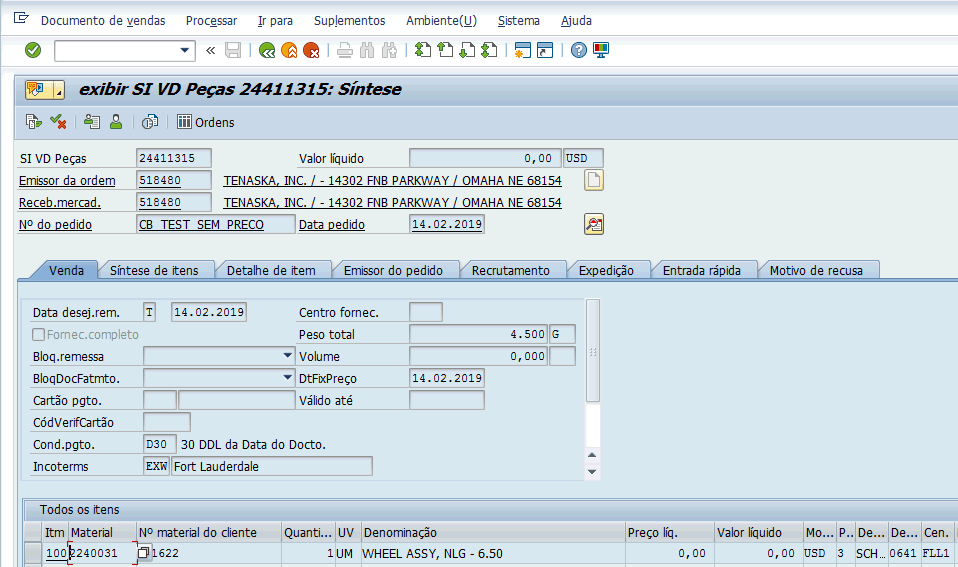 Documento de vendas Processar Ir para Suplementos Ambiente(U) Sistema Ajuda
exibir SI VD Peças 24411315: Síntese
Ordens
SI VD Peças 24411315 Valor líquido 0,00 USD
Emissor da ordem 518480 TENASKA, INC. / - 14302 FNB PARKWAY / OMAHA NE 68154
Receb.mercad. 518480 TENASKA, INC. / - 14302 FNB PARKWAY / OMAHA NE 68154
Nº do pedido CB TEST SEM PRECO Data pedido 14.02.2019
Venda Síntese de itens Detalhe de item Emissor do pedido Recrutamento Expedição Entrada rápida Motivo de recusa
Data desej.rem. T 14.02.2019 Centro fornec.
Fornec.completo Peso total 4.500 G
Bloq.remessa Volume 0,000
BloqDocFatmto. DtFixPreço 14.02.2019
Cartão pgto. Válido até
CódVerifCartão
Cond.pgto. D30 30 DDL da Data do Docto.
Incoterms EXW Fort Lauderdale
Todos os itens
Itm Material Nº material do cliente Quanti... UV Denominação Preço líq. Valor líquido Mo... P.. De... De... Cen.
100 2240031 1622 1 UM WHEEL ASSY, NLG - 6.50 0,00 0,00 USD 3 SCH... 0641 FLL1